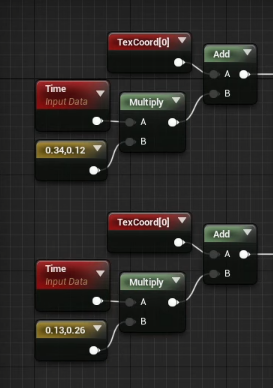 TexCoord[0]
Add
A
B
Time
Input Data
Multiply
A
B
0.34,0.12
TexCoord[0]
Add
A
B
Time
Input Data
Multiply
A
B
0.13,0.26